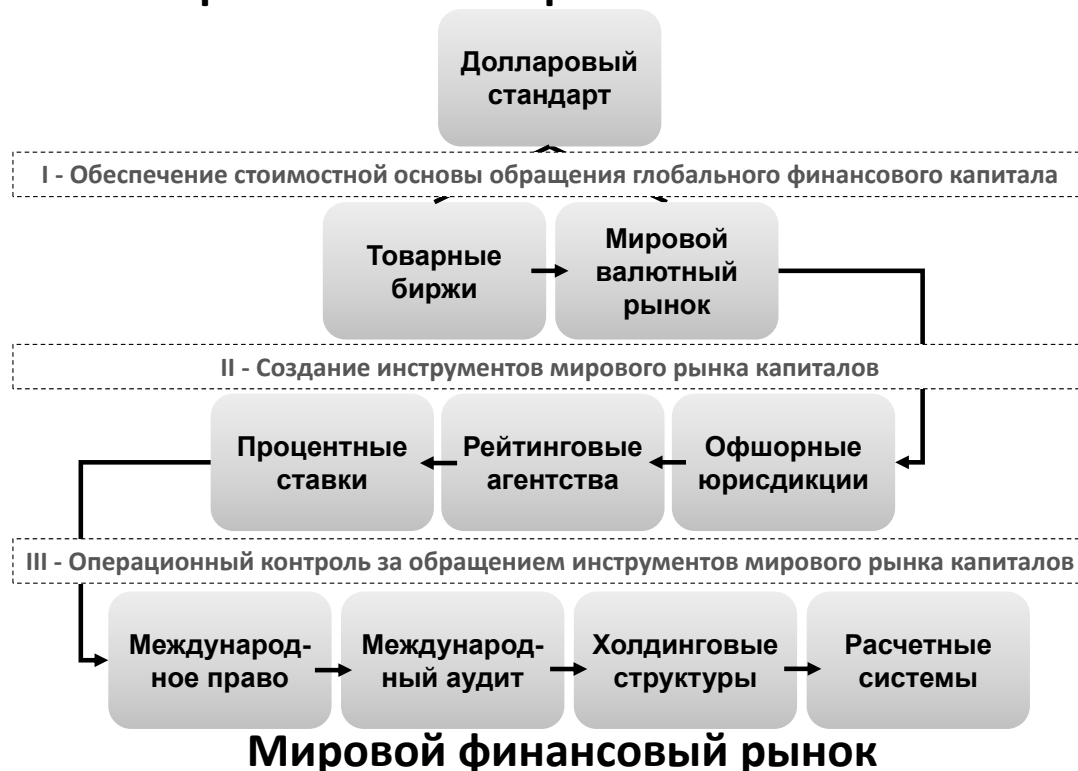 Долларовый
стандарт
I - Обеспечение стоимостной основы обращения глобального финансового капитала
Товарные
биржи
Мировой
валютный
рынок
II - Создание инструментов мирового рынка капиталов
Процентные
ставки
Рейтинговые
агентства
Офшорные
юрисдикции
III - Операционный контроль за обращением инструментов мирового рынка капиталов
Международ-
ное право
Международ-
ный аудит
Холдинговые
структуры
Расчетные
системы
Мировой финансовый рынок